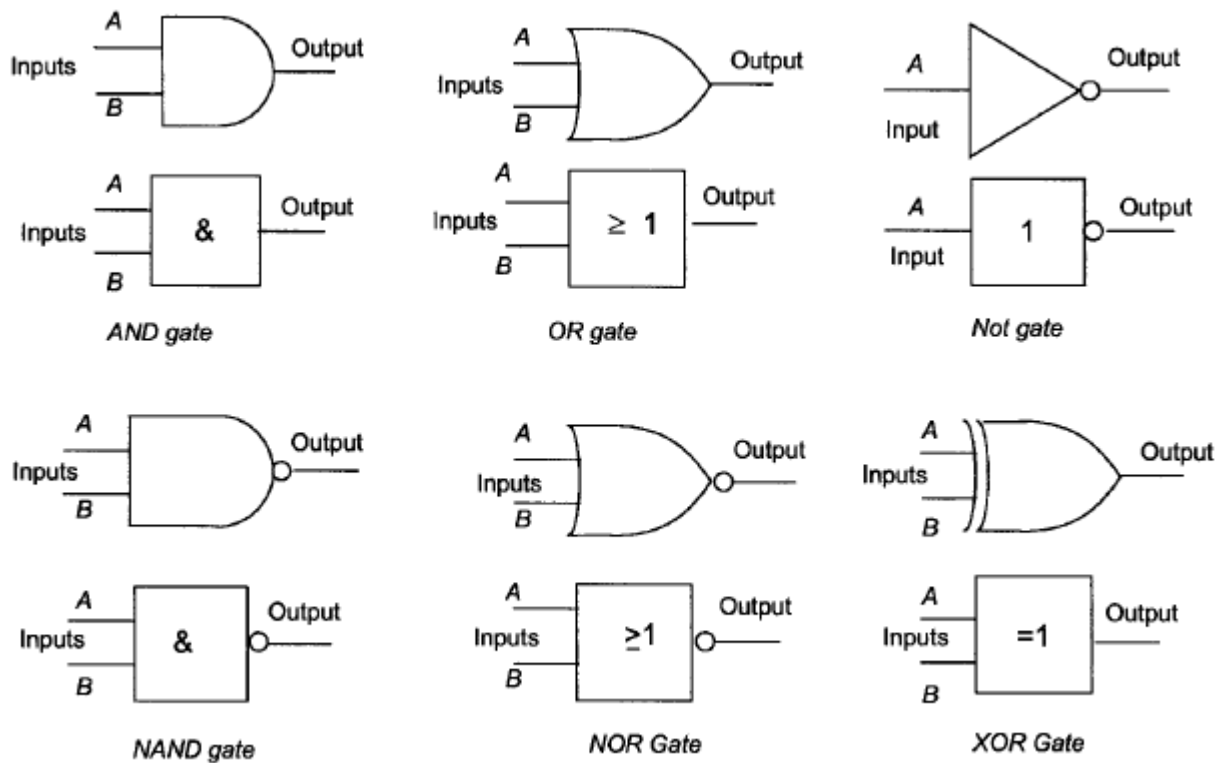 A
Inputs
B
Output
A
Inputs
B
Output
A
Input
Output
A
Inputs
B
&
Output
AND gate
A
Inputs
B
≥ 1
Output
OR gate
A
Input
1
Output
Not gate
A
Inputs
B
Output
A
Inputs
B
Output
A
Inputs
B
Output
A
Inputs
B
&
Output
NAND gate
A
Inputs
B
≥1
Output
NOR Gate
A
Inputs
B
=1
Output
XOR Gate